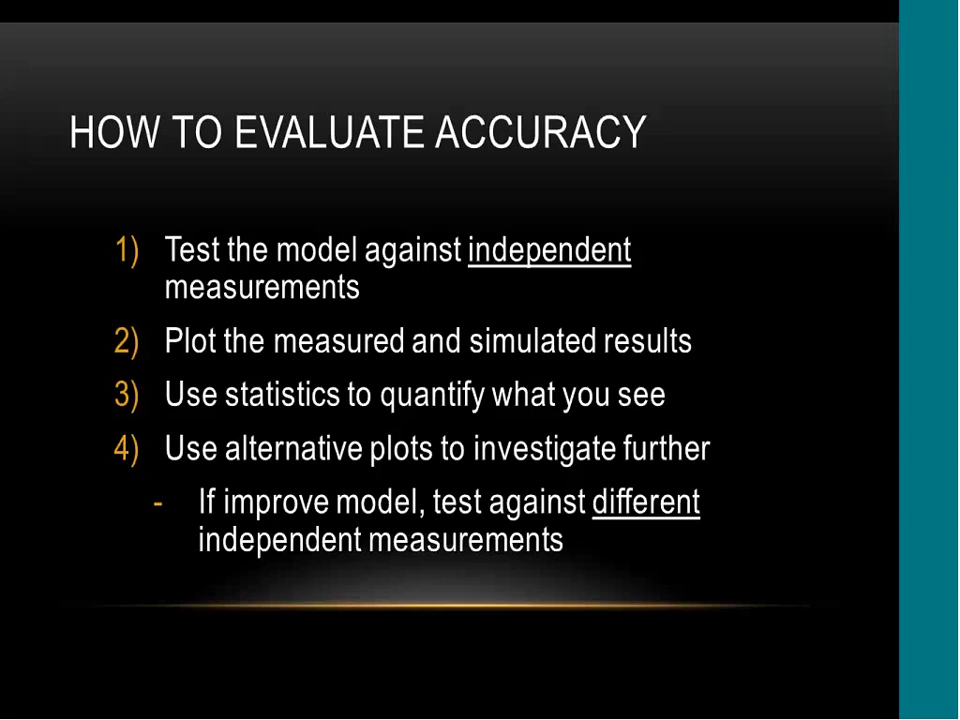 HOW TO EVALUATE ACCURACY
1) Test the model against independent
measurements
2) Plot the measured and simulated results
3) Use statistics to quantify what you see
4) Use alternative plots to investigate further
- If improve model, test against different
independent measurements